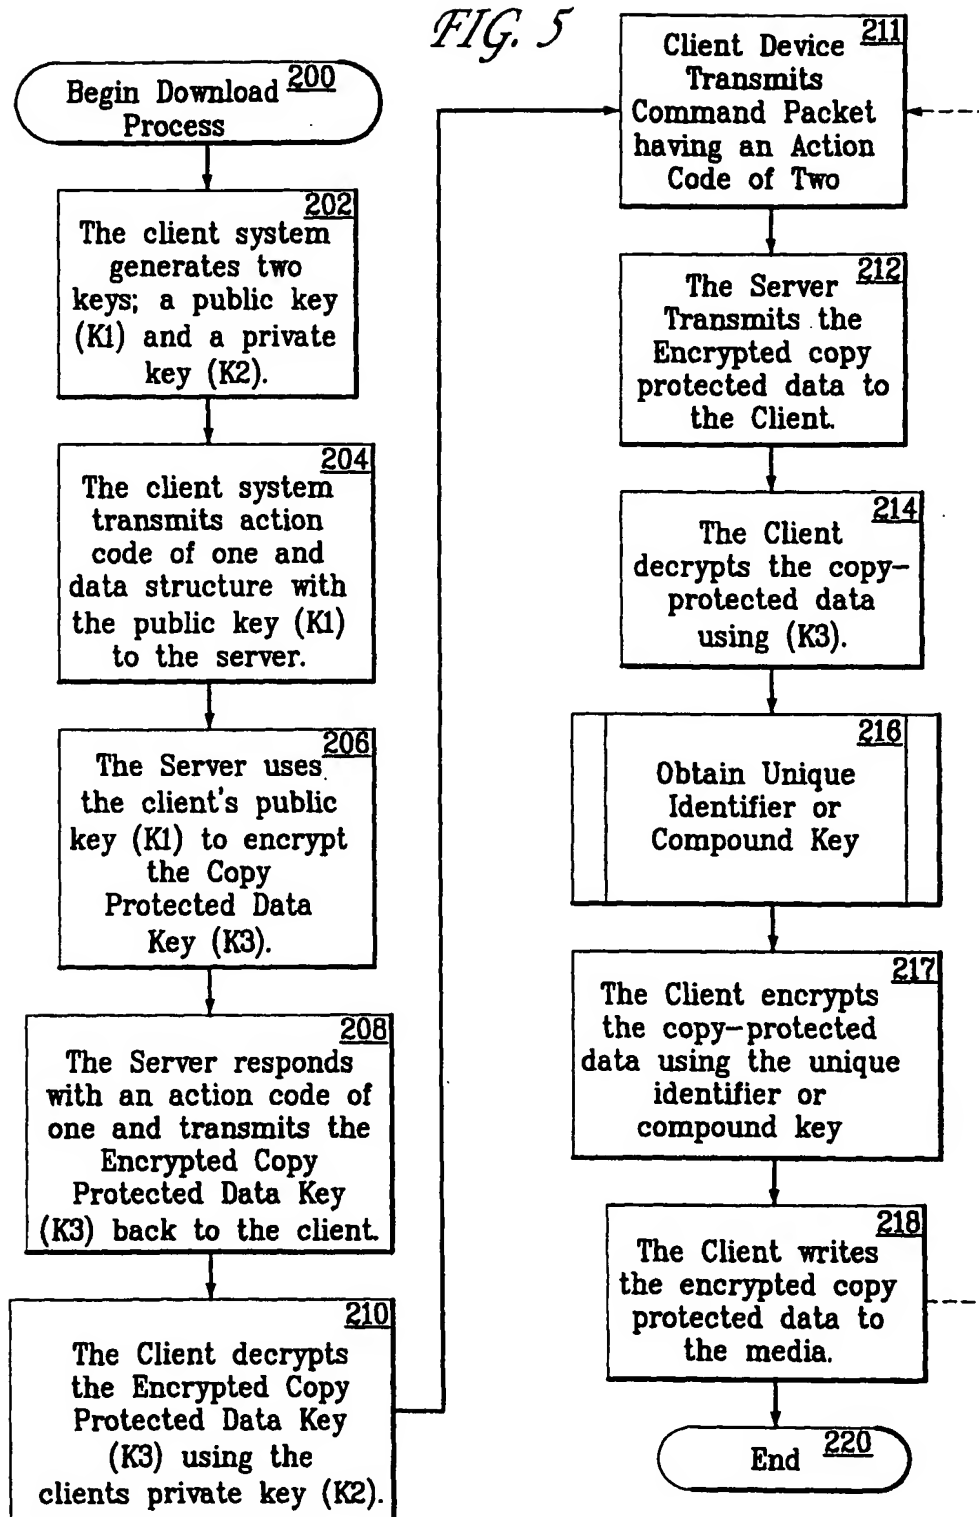 FIG. 5
200
Begin Download
Process
202
The client system
generates two
keys; a public key
(K1) and a private
key (K2).
204
The client system
transmits action
code of one and
data structure with
the public key (K1)
to the server.
206
The Server uses
the client's public
key (K1) to encrypt
the Copy
Protected Data
Key (K3).
208
The Server responds
with an action code of
one and transmits the
Encrypted Copy
Protected Data Key
(K3) back to the client.
210
The Client decrypts
the Encrypted Copy
Protected Data Key
(K3) using the
clients private key (K2).
211
Client Device
Transmits
Command Packet
having an Action
Code of Two
212
The Server
Transmits the
Encrypted copy
protected data to
the Client.
214
The Client
decrypts the copy-
protected data
using (K3).
216
Obtain Unique
Identifier or
Compound Key
217
The Client encrypts
the copy-protected
data using the unique
identifier or
compound key
218
The Client writes
the encrypted copy
protected data to
the media.
220
End